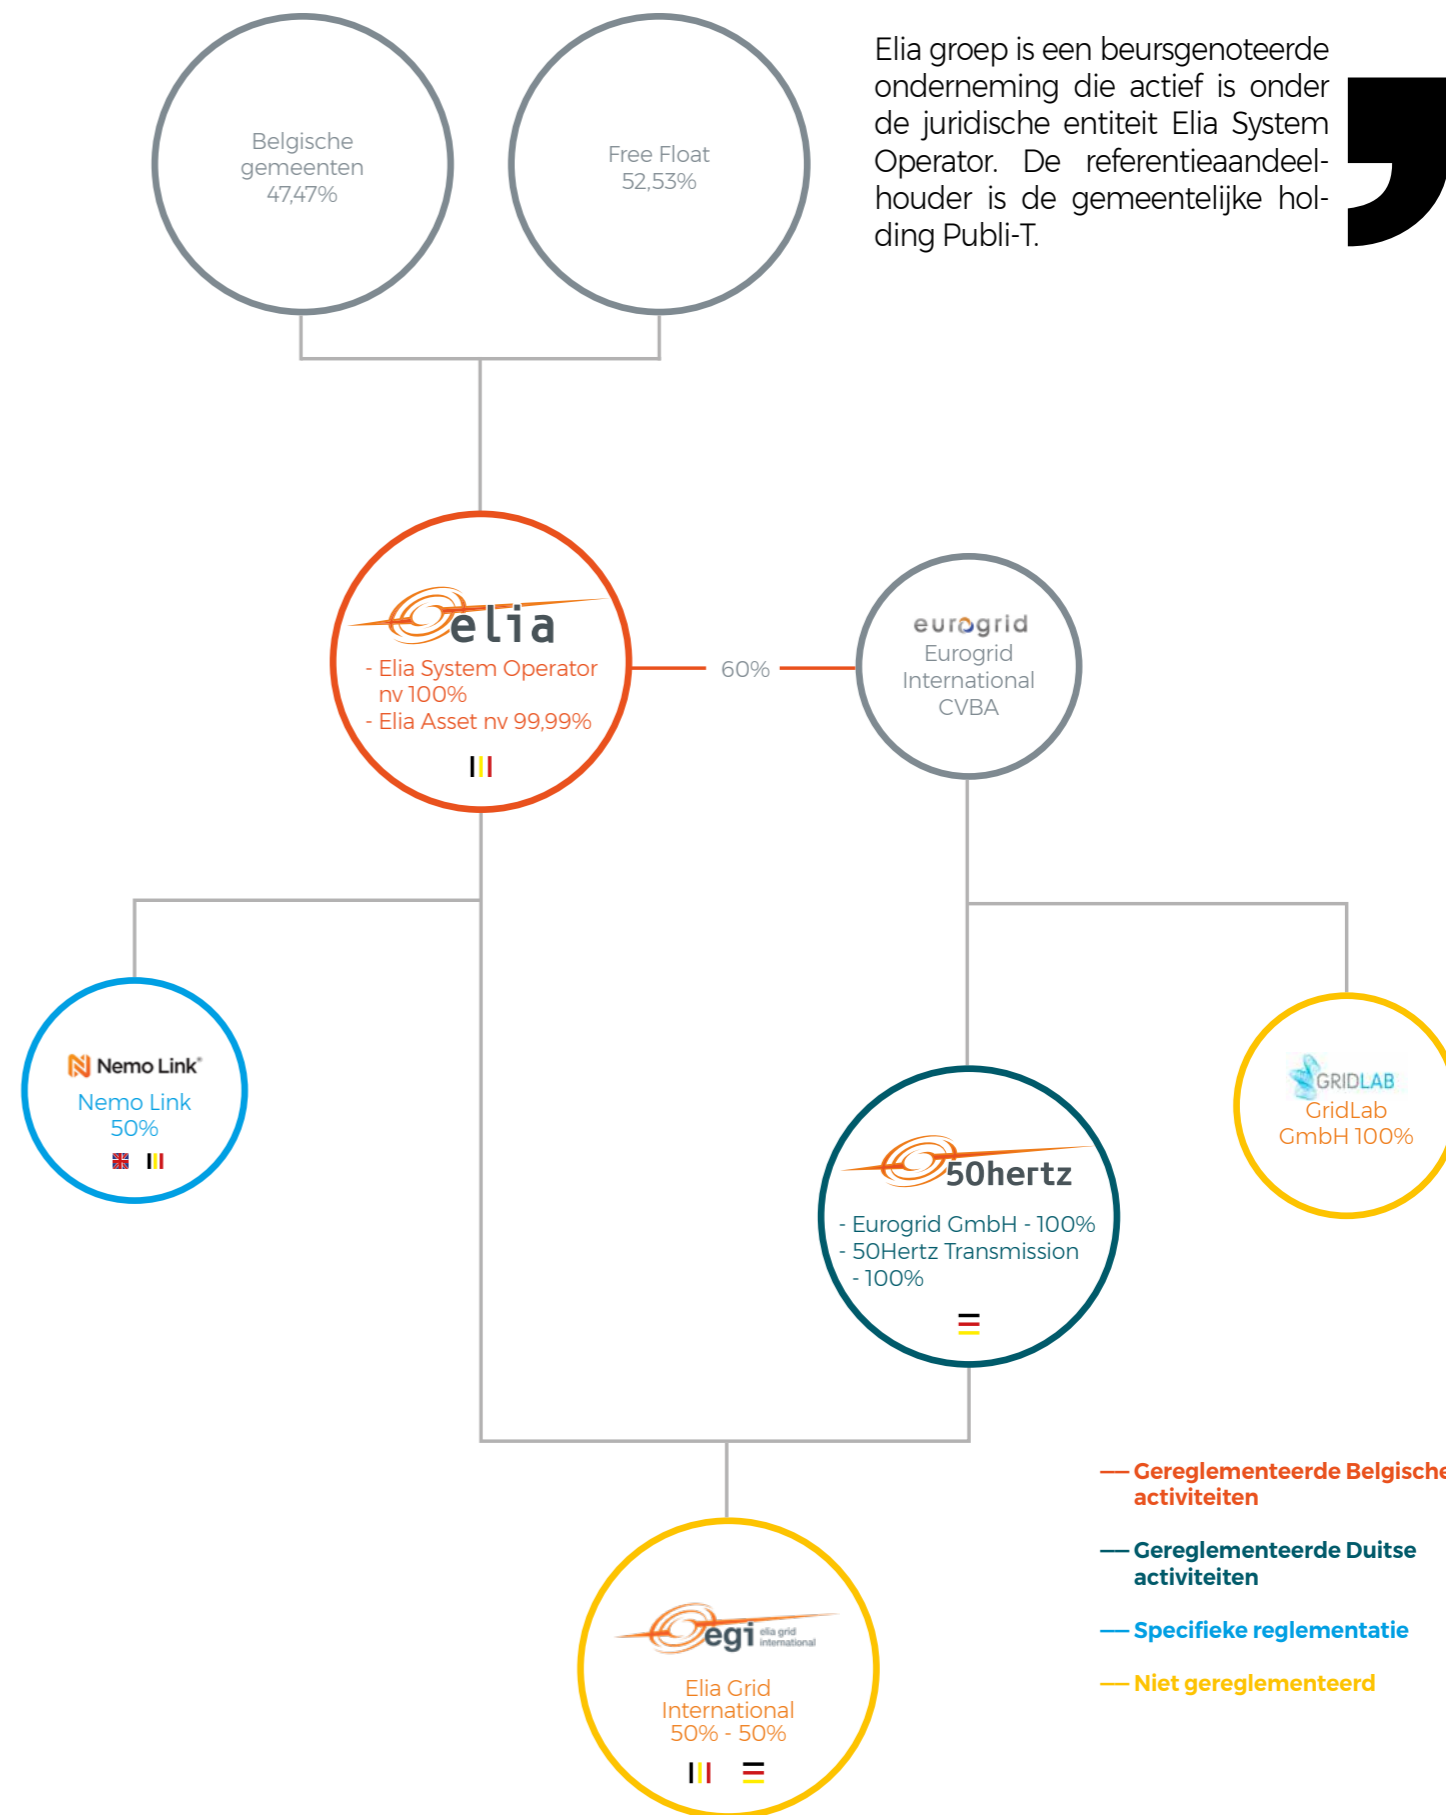 Elia groep is een beursgenoteerde
onderneming die actief is onder
de juridische entiteit Elia System
Operator. De referentieaandeel-
houder is de gemeentelijke hol-
ding Publi-T.
Belgische
gemeenten
47,47%
Free Float
52,53%
elia
- Elia System Operator
nv 100%
- Elia Asset nv 99,99%
60%
eurogrid
Eurogrid
International
CVBA
Nemo Link®
Nemo Link
50%
GRIDLAB
GridLab
GmbH 100%
50hertz
- Eurogrid GmbH - 100%
- 50Hertz Transmission
- 100%
egi elia grid
international
Elia Grid
International
50% - 50%
Gereglementeerde Belgische
activiteiten
Gereglementeerde Duitse
activiteiten
Specifieke reglementatie
Niet gereglementeerd